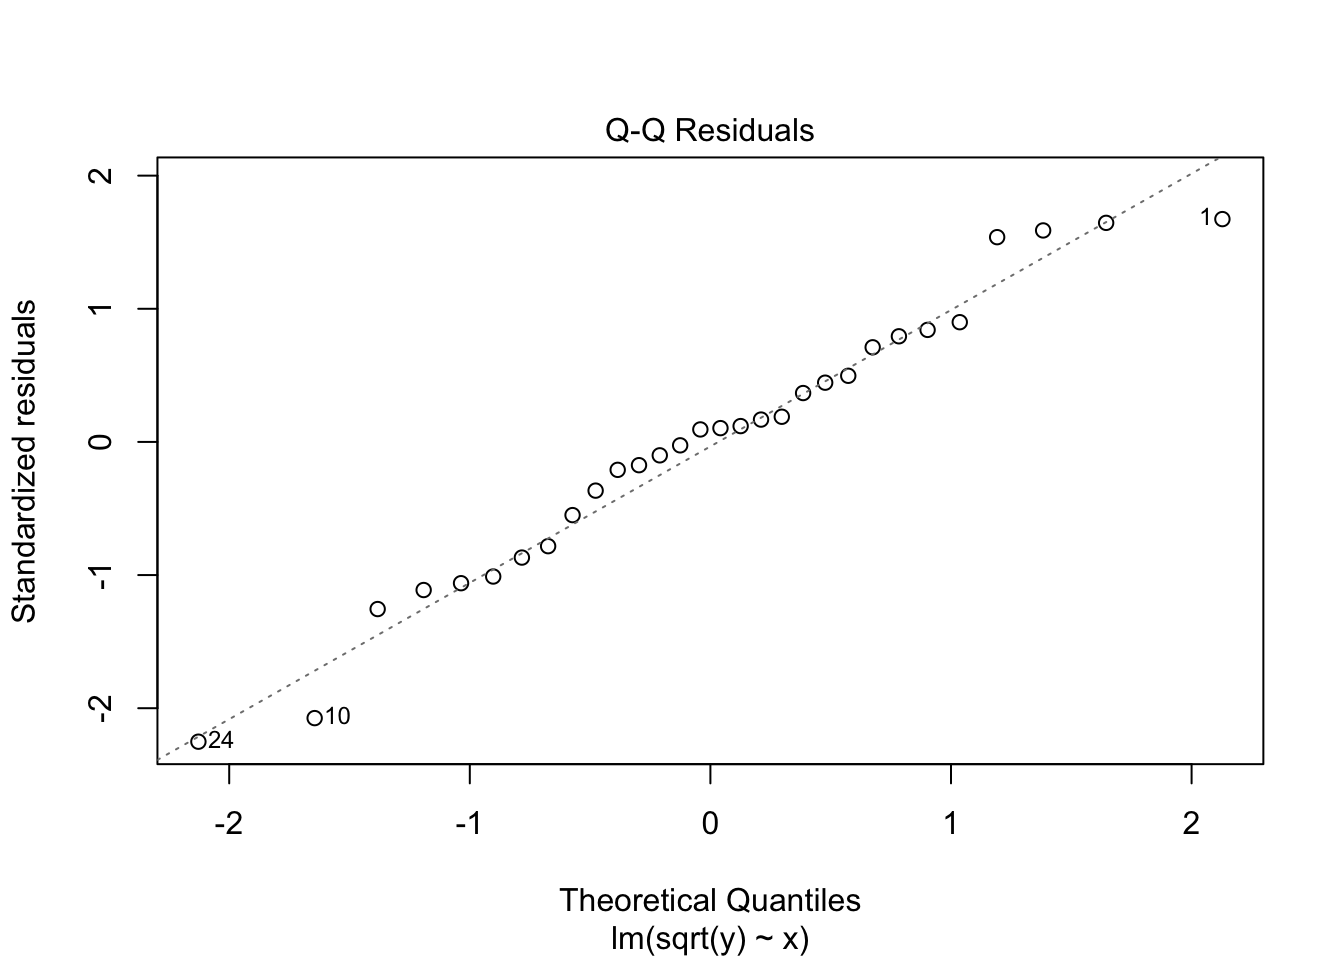 Q-Q Residuals
Standardized residuals
2
1
0
-1
-2
1
10
24
-2 -1 0 1 2
Theoretical Quantiles
lm(sqrt(y) ~ x)